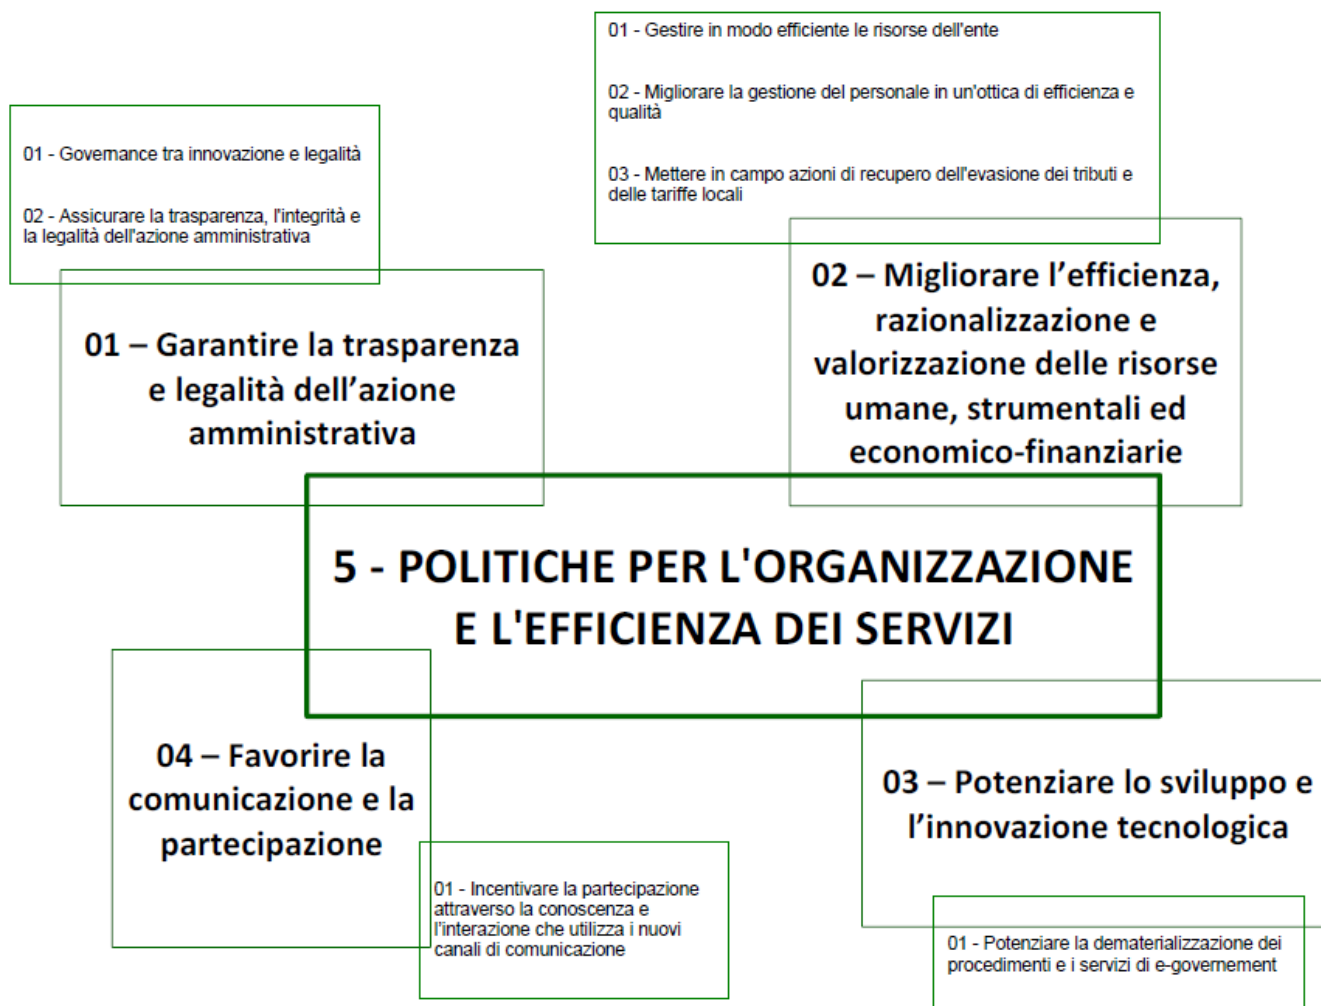 01 - Gestire in modo efficiente le risorse dell'ente
02 - Migliorare la gestione del personale in un'ottica di efficienza e
qualità
03 - Mettere in campo azioni di recupero dell'evasione dei tributi e
delle tariffe locali
01 - Governance tra innovazione e legalità
02 - Assicurare la trasparenza, l'integrità e
la legalità dell'azione amministrativa
01 – Garantire la trasparenza
e legalità dell’azione
amministrativa
02 – Migliorare l’efficienza,
razionalizzazione e
valorizzazione delle risorse
umane, strumentali ed
economico-finanziarie
5 - POLITICHE PER L'ORGANIZZAZIONE
E L'EFFICIENZA DEI SERVIZI
04 – Favorire la
comunicazione e la
partecipazione
03 – Potenziare lo sviluppo e
l’innovazione tecnologica
01 - Incentivare la partecipazione
attraverso la conoscenza e
l'interazione che utilizza i nuovi
canali di comunicazione
01 - Potenziare la dematerializzazione dei
procedimenti e i servizi di e-governement